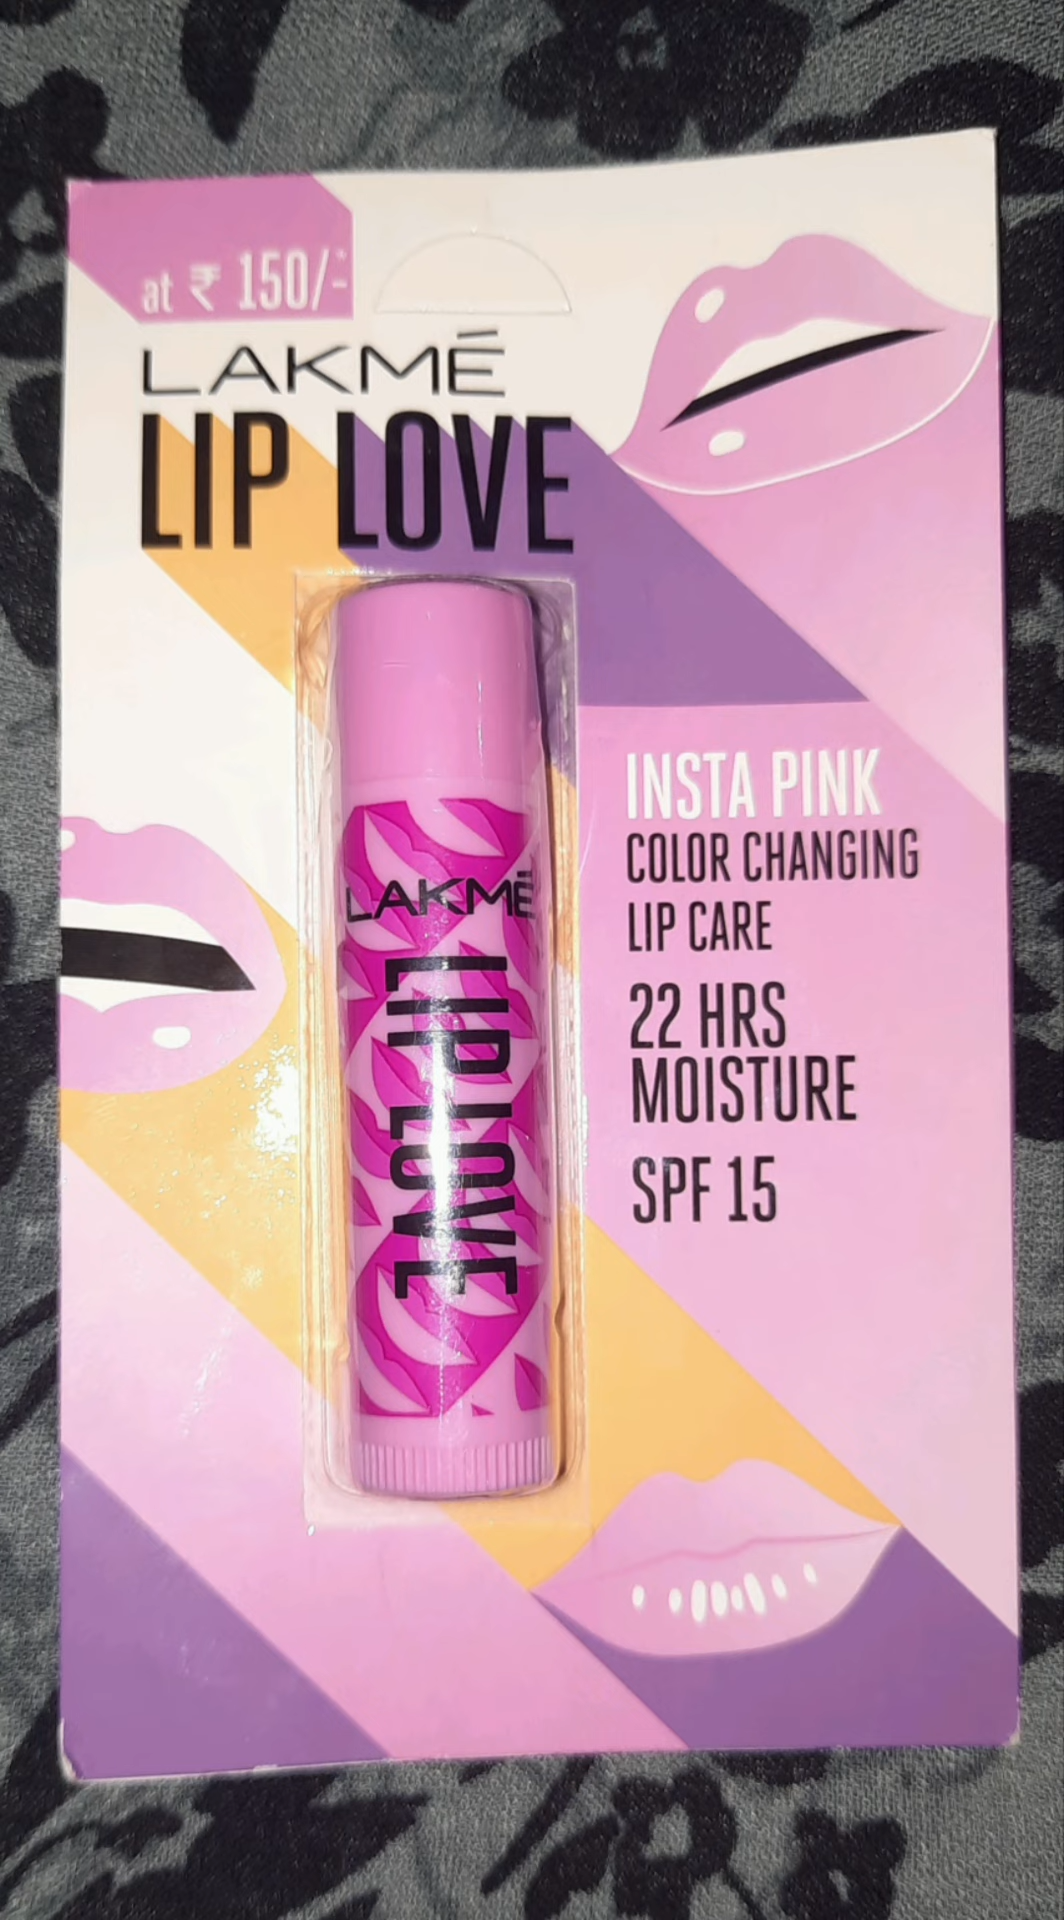 at ₹ 150/-*
LAKMÉ
LIP LOVE
LAKMÉ
LIP LOVE
INSTA PINK
COLOR CHANGING
LIP CARE
22 HRS
MOISTURE
SPF 15